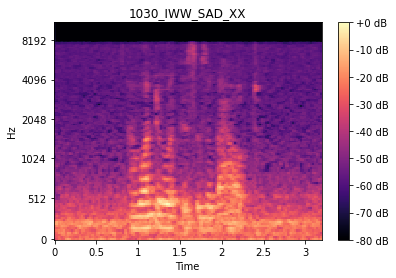 1030_IWW_SAD_XX
+0 dB
8192
-10 dB
4096
-20 dB
-30 dB
2048
Hz
-40 dB
1024
-50 dB
512
-60 dB
-70 dB
0
-80 dB
0 0.5 1 1.5 2 2.5 3
Time